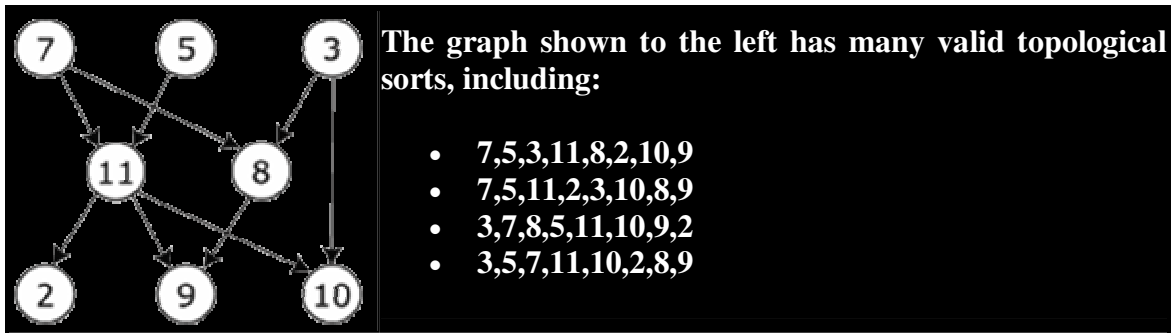 7 5 3
The graph shown to the left has many valid topological
sorts, including:
11 8
• 7,5,3,11,8,2,10,9
• 7,5,11,2,3,10,8,9
• 3,7,8,5,11,10,9,2
• 3,5,7,11,10,2,8,9
2 9 10